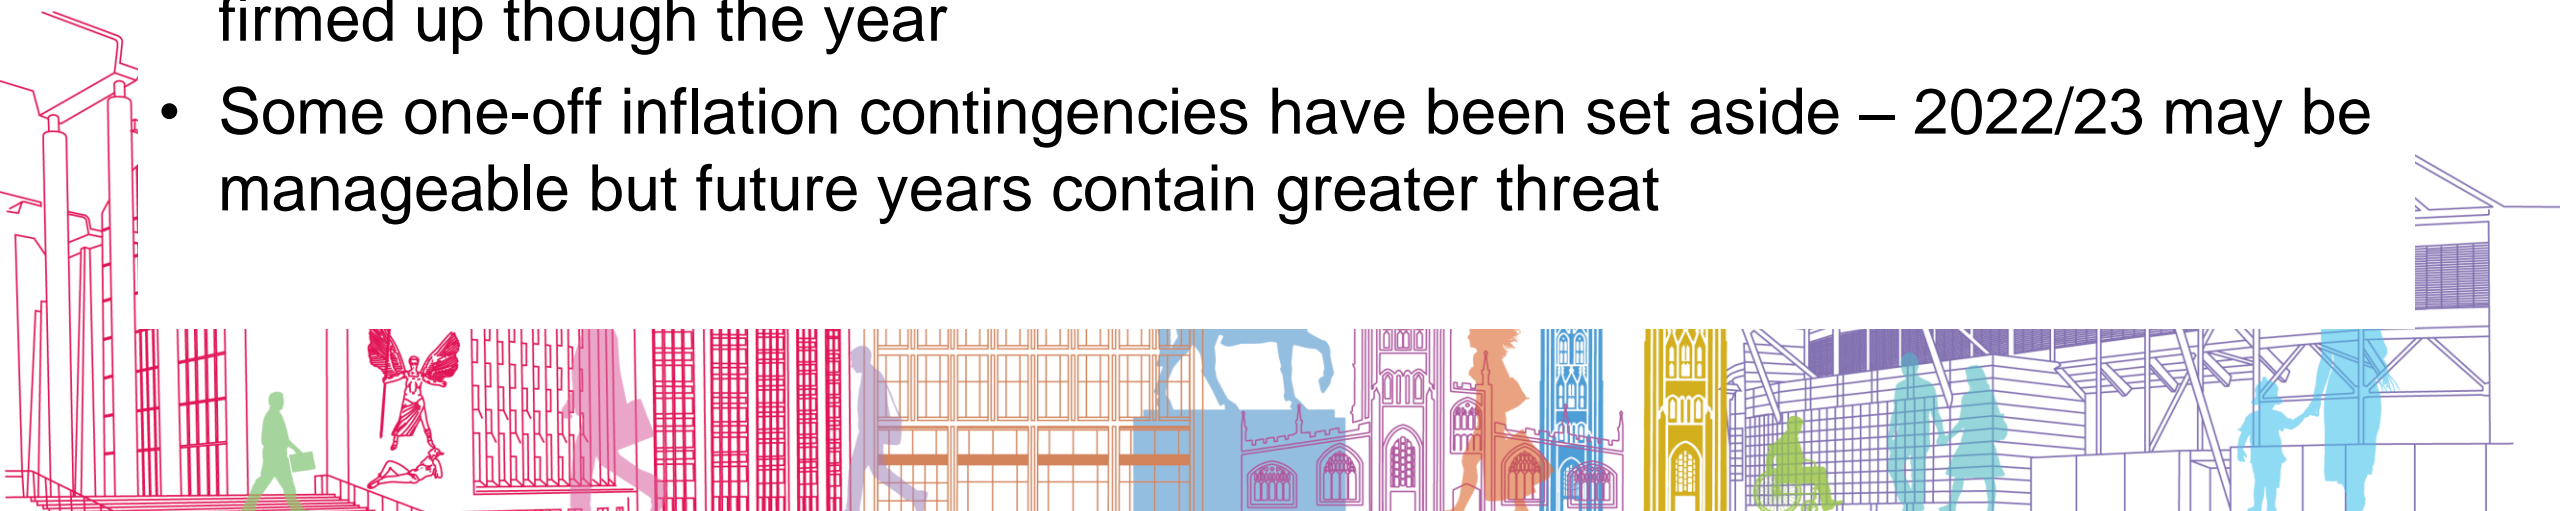 firmed up though the year
• Some one-off inflation contingencies have been set aside – 2022/23 may be
manageable but future years contain greater threat